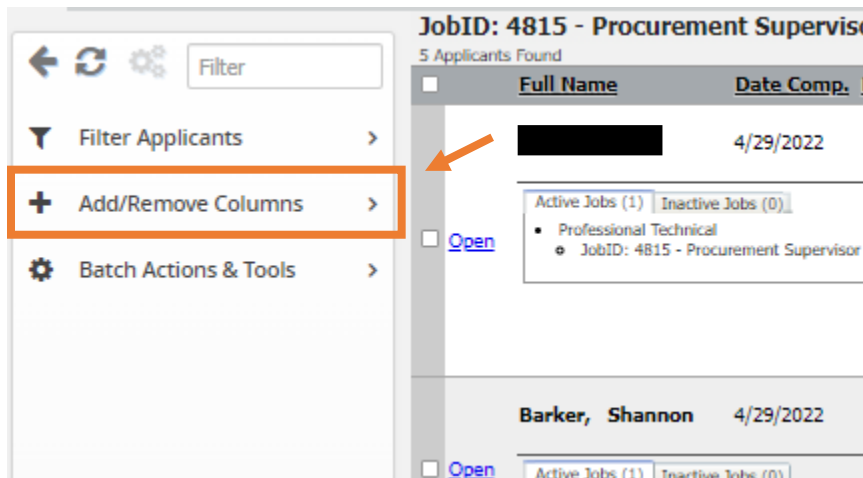 JobID: 4815 - Procurement Superviso
5 Applicants Found
Filter
Full Name Date Comp.
Filter Applicants
4/29/2022
Add/Remove Columns
Active Jobs (1) Inactive Jobs (0)
Professional Technical
Open
JobID: 4815 - Procurement Supervisor
Batch Actions & Tools
Barker, Shannon 4/29/2022
Open
Active Jobs (1) Inactive Jobs (0)